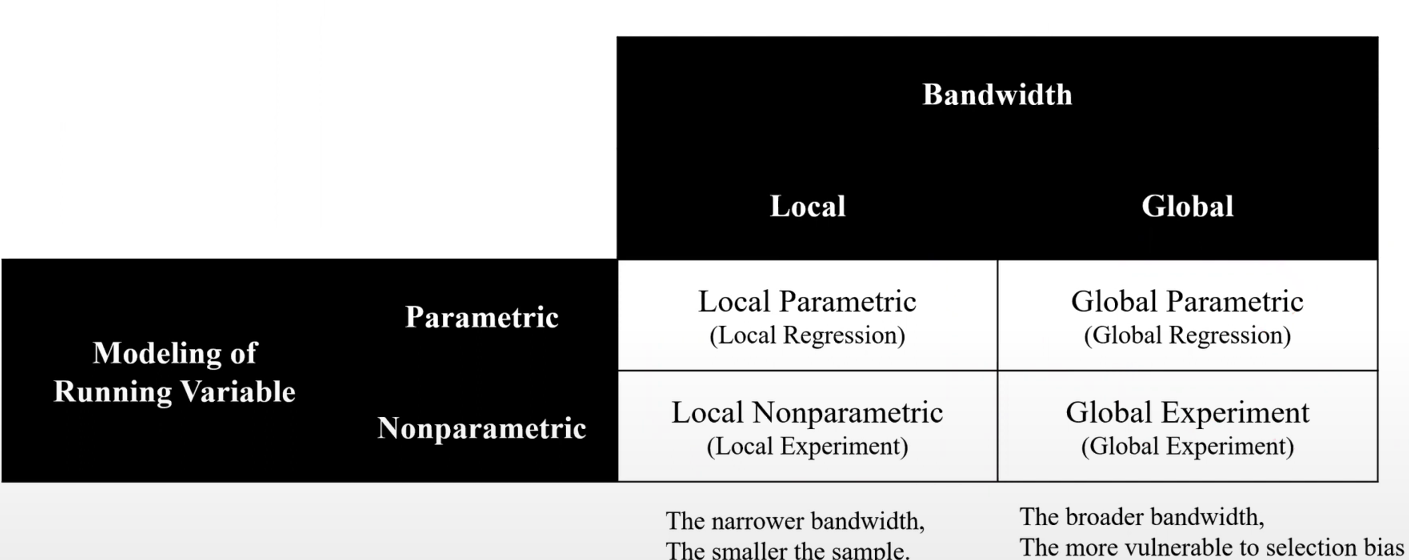 Bandwidth
Local
Global
Modeling of
Running Variable
Parametric
Local Parametric
(Local Regression)
Global Parametric
(Global Regression)
Nonparametric
Local Nonparametric
(Local Experiment)
Global Experiment
(Global Experiment)
The narrower bandwidth,
The smaller the sample.
The broader bandwidth,
The more vulnerable to selection bias